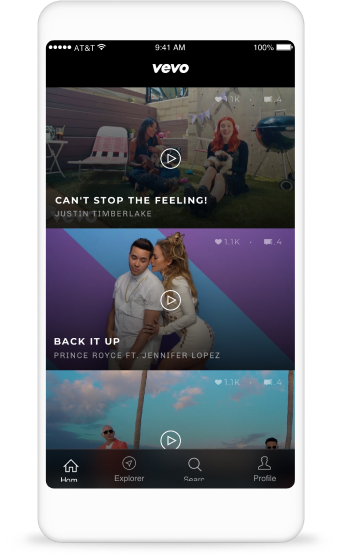 AT&T 9:41 AM 100%
vevo
1.1K 4
CAN'T STOP THE FEELING!
JUSTIN TIMBERLAKE
1.1K 4
BACK IT UP
PRINCE ROYCE FT. JENNIFER LOPEZ
1.1K 4
Hom Explorer Searc Profile